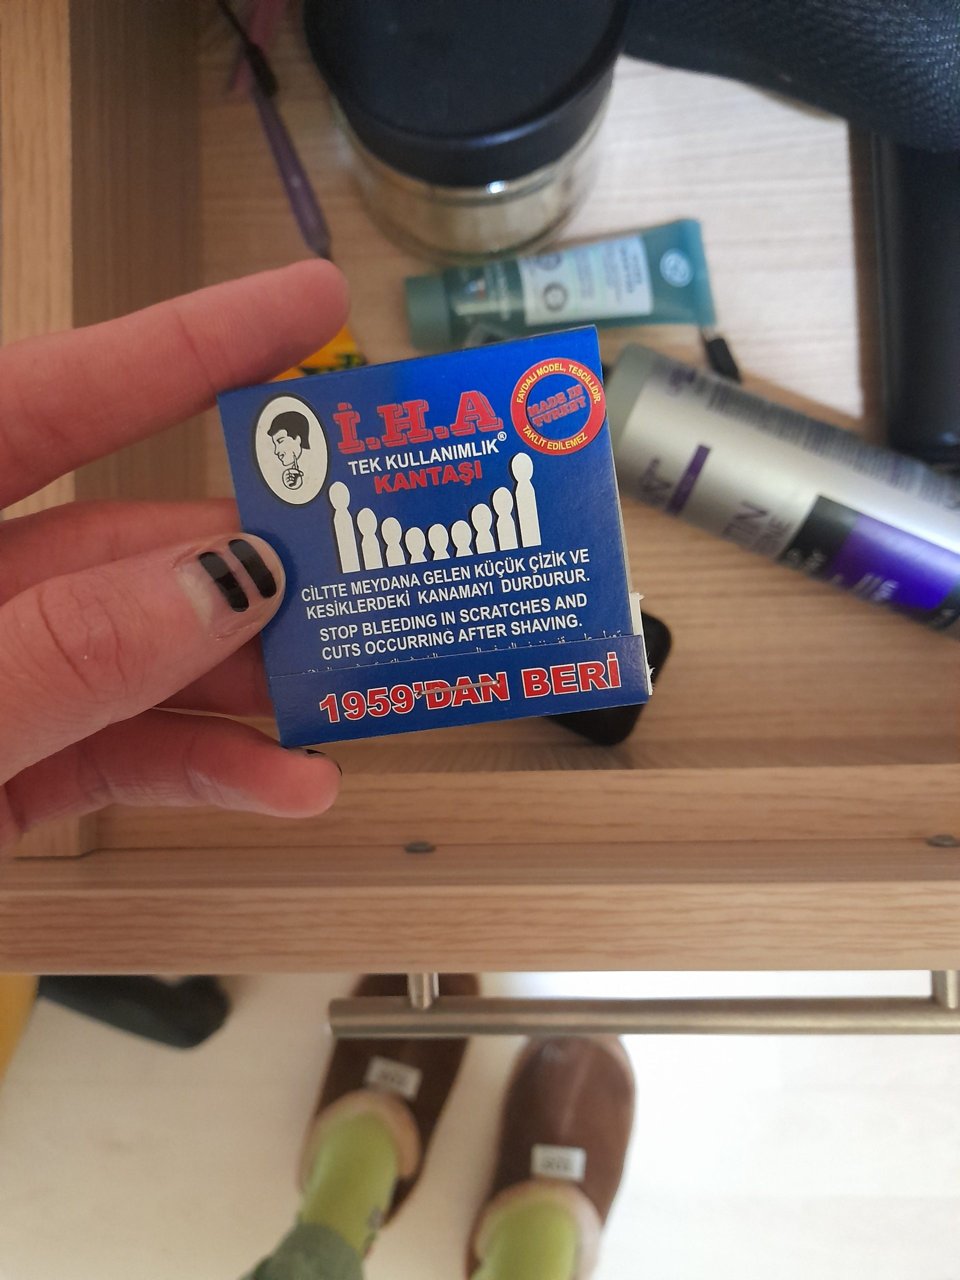 İ.H.A
TEK KULLANIMLIK®
KANTAŞI
FAYDALI MODEL, TESCİLLİDİR.
MADE IN
TURKEY
TAKLİT EDİLEMEZ
CİLTTE MEYDANA GELEN KÜÇÜK ÇİZİK VE
KESİKLERDEKİ KANAMAYI DURDURUR.
STOP BLEEDING IN SCRATCHES AND
CUTS OCCURRING AFTER SHAVING.
1959'DAN BERİ